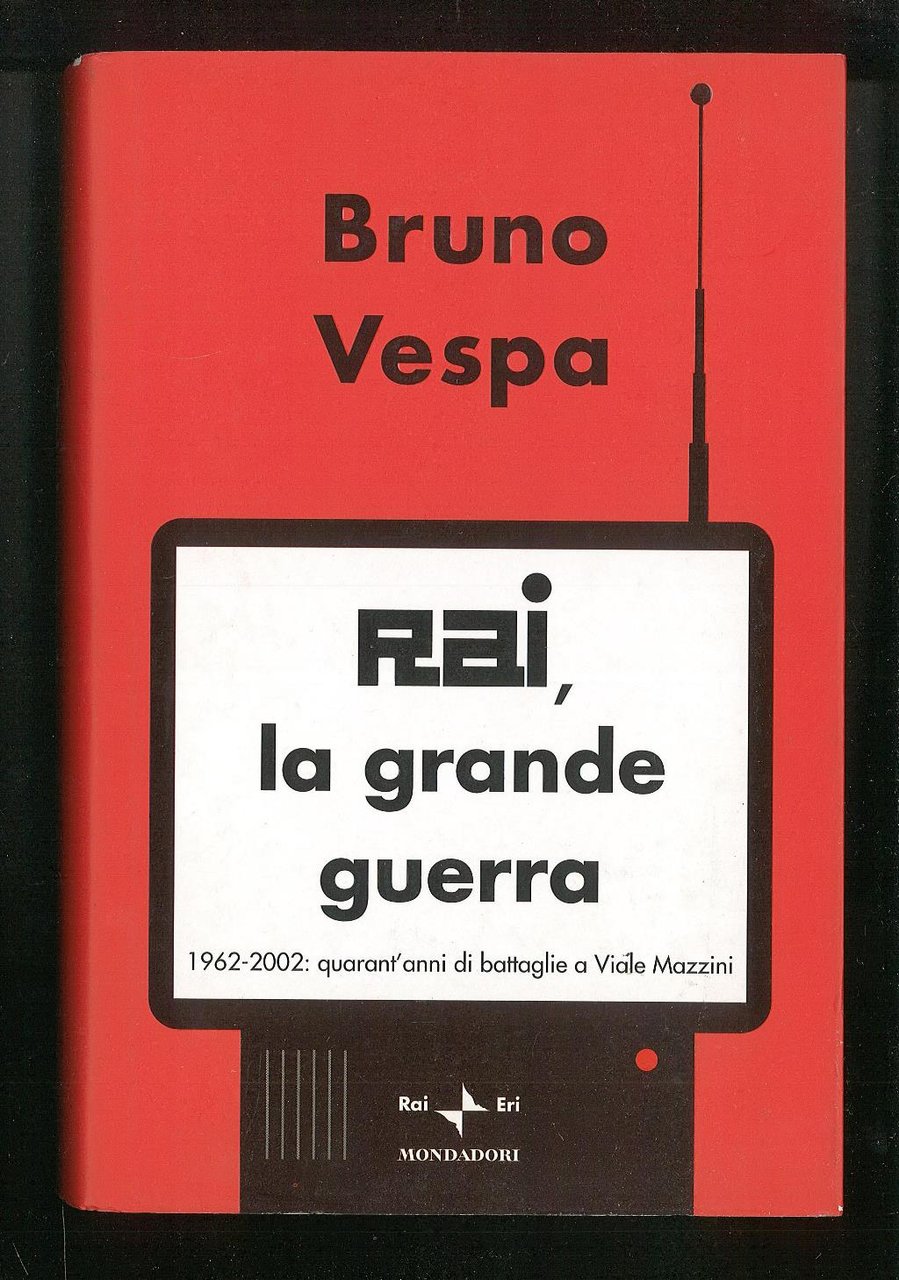 Bruno
Vespa
Rai,
la grande
guerra
1962-2002: quarant'anni di battaglie a Viale Mazzini
Rai Eri
MONDADORI